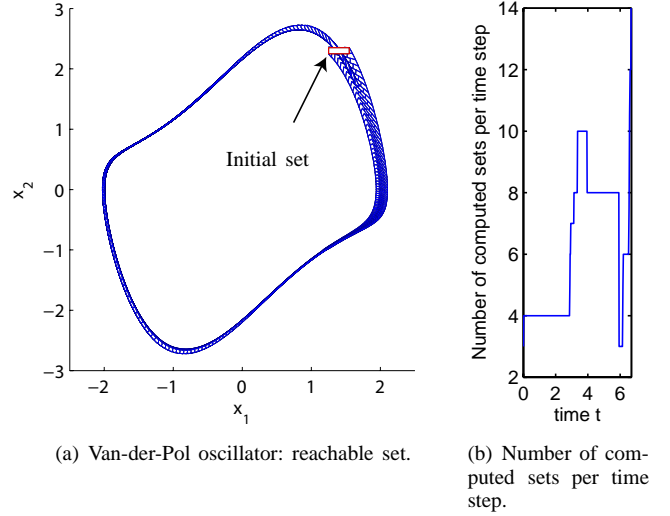 3
2
1
0
−1
−2
−3
x2
−2
−1
0
1
2
x1
Initial set
(a) Van-der-Pol oscillator: reachable set.
14
12
10
8
6
4
2
Number of computed sets per time step
0
2
4
6
time t
(b) Number of com-
puted sets per time
step.